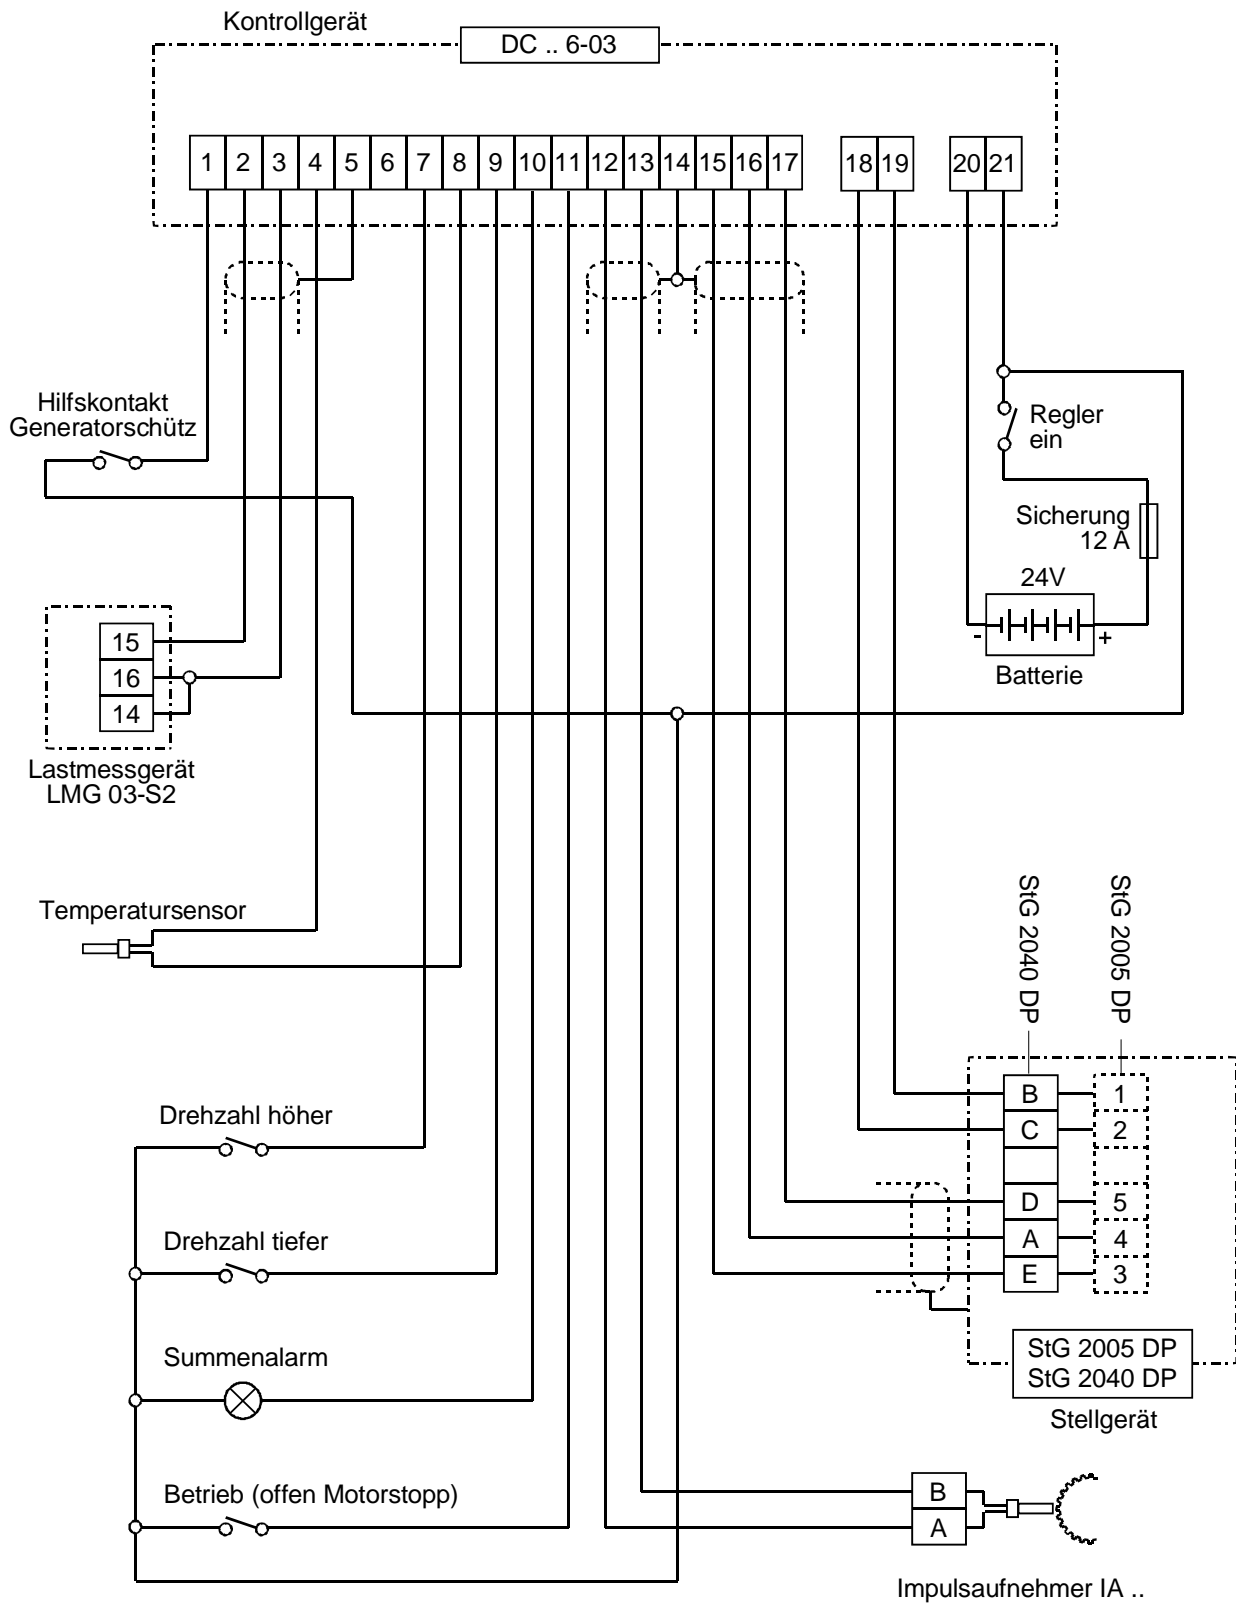 Kontrollgerät
DC .. 6-03
1 2 3 4 5 6 7 8 9 10 11 12 13 14 15 16 17 18 19 20 21
Hilfskontakt
Generatorschütz
Regler
ein
Sicherung
12 A
24V
- +
Batterie
15
16
14
Lastmessgerät
LMG 03-S2
Temperatursensor
StG 2040 DP
StG 2005 DP
B 1
C 2
D 5
A 4
E 3
Drehzahl höher
Drehzahl tiefer
Summenalarm
StG 2005 DP
StG 2040 DP
Stellgerät
Betrieb (offen Motorstopp)
B
A
Impulsaufnehmer IA ..